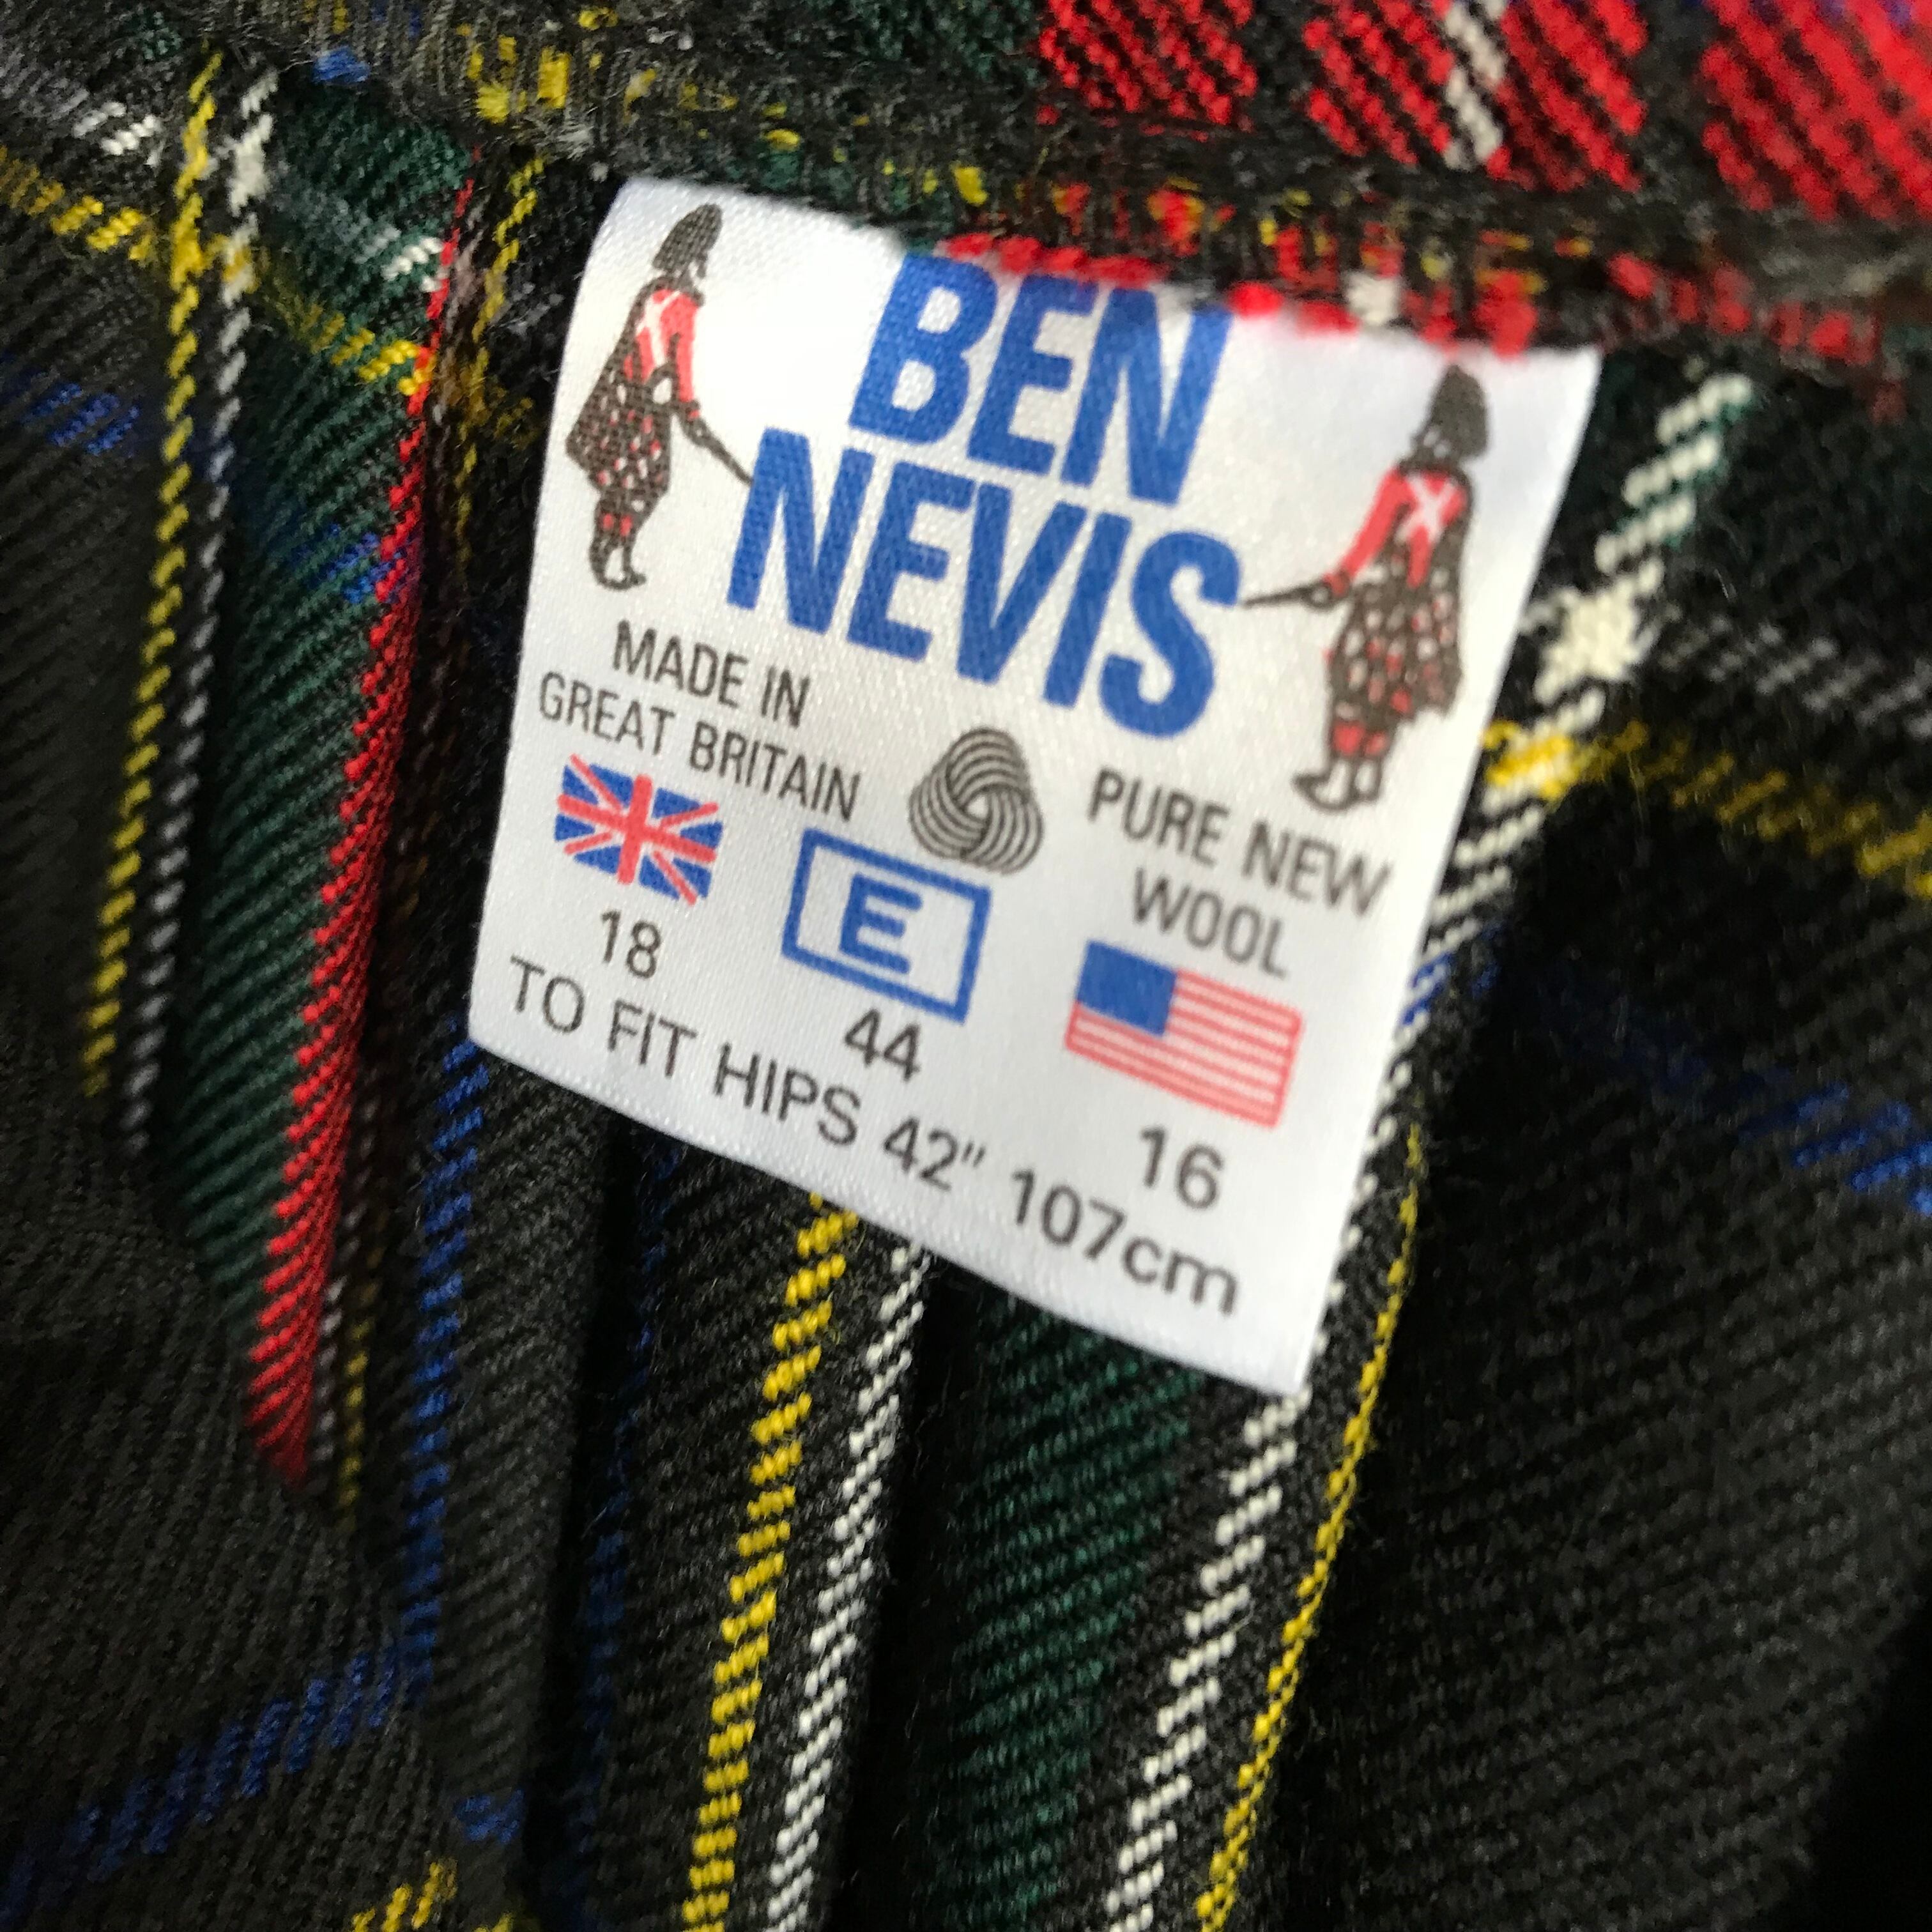 BEN
NEVIS
MADE IN
GREAT BRITAIN
PURE NEW
WOOL
18
E
44
16
TO FIT HIPS 42" 107cm